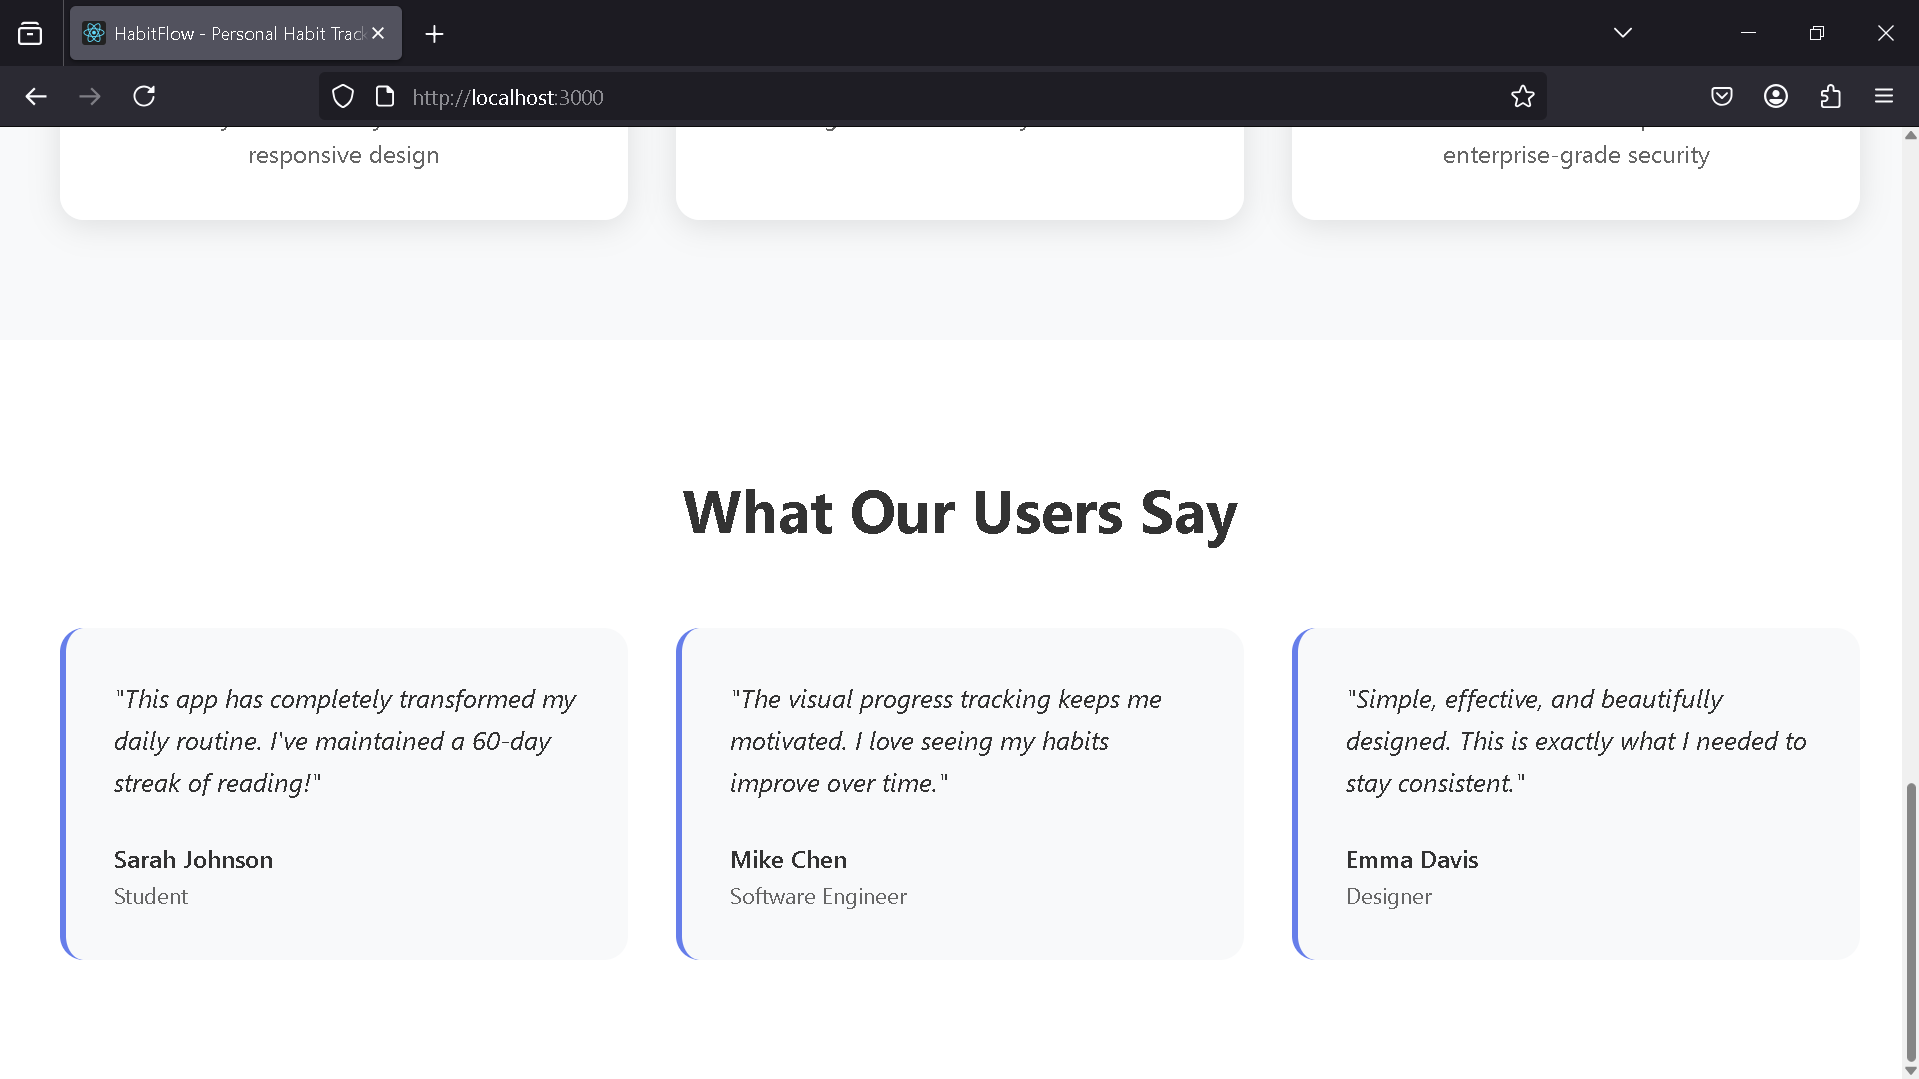 HabitFlow - Personal Habit Trac
http://localhost:3000
responsive design
enterprise-grade security
What Our Users Say
"This app has completely transformed my
daily routine. I've maintained a 60-day
streak of reading!"
Sarah Johnson
Student
"The visual progress tracking keeps me
motivated. I love seeing my habits
improve over time."
Mike Chen
Software Engineer
"Simple, effective, and beautifully
designed. This is exactly what I needed to
stay consistent."
Emma Davis
Designer